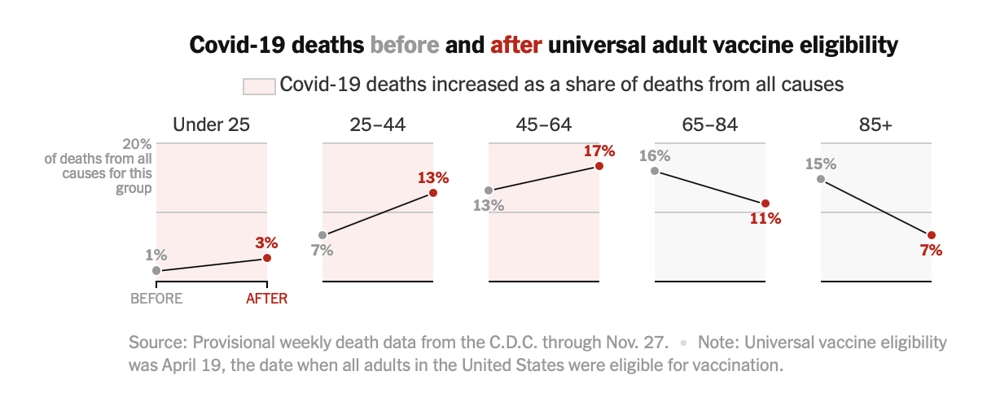 Covid-19 deaths before and after universal adult vaccine eligibility
Covid-19 deaths increased as a share of deaths from all causes
Under 25
25–44
45–64
65–84
85+
20%
of deaths from all
causes for this
group
1%
3%
7%
13%
13%
17%
16%
11%
15%
7%
BEFORE
AFTER
Source: Provisional weekly death data from the C.D.C. through Nov. 27. • Note: Universal vaccine eligibility
was April 19, the date when all adults in the United States were eligible for vaccination.